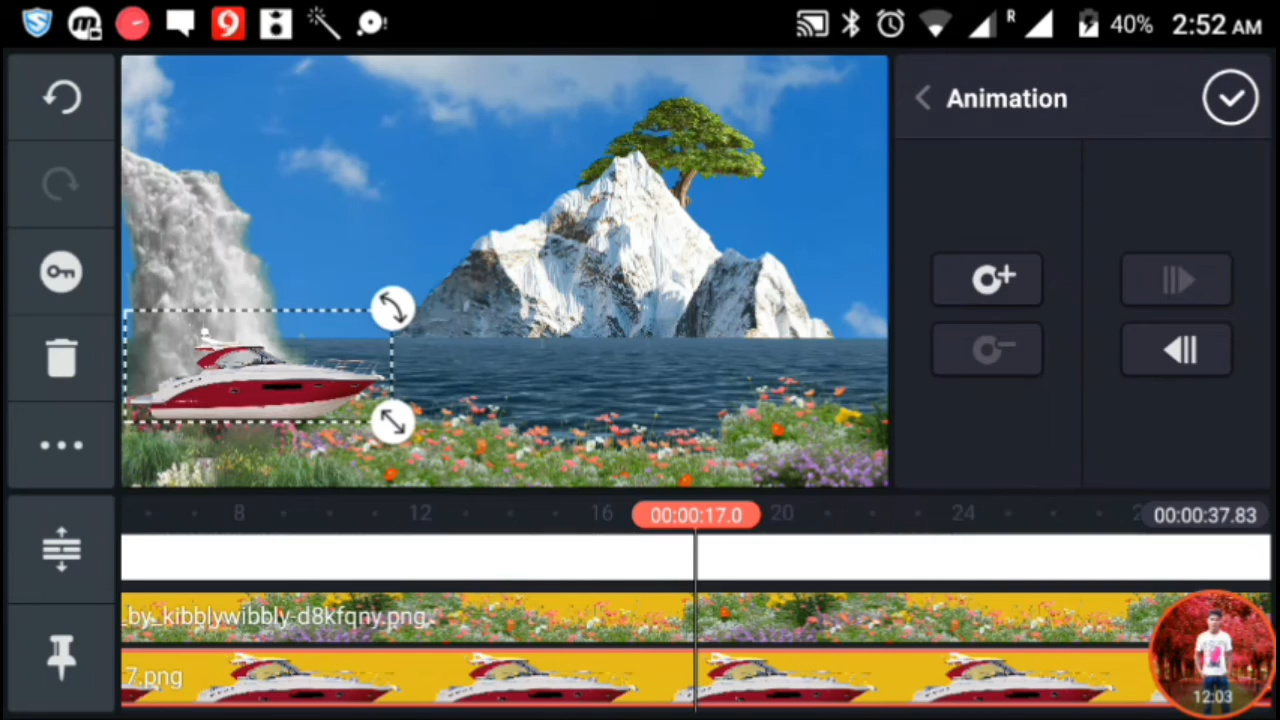 R 40% 2:52 AM
Animation
8 12 16 00:00:17.0 20 24 2 00:00:37.83
_by_kibblywibbly-d8kfqny.png
7.png
12:03